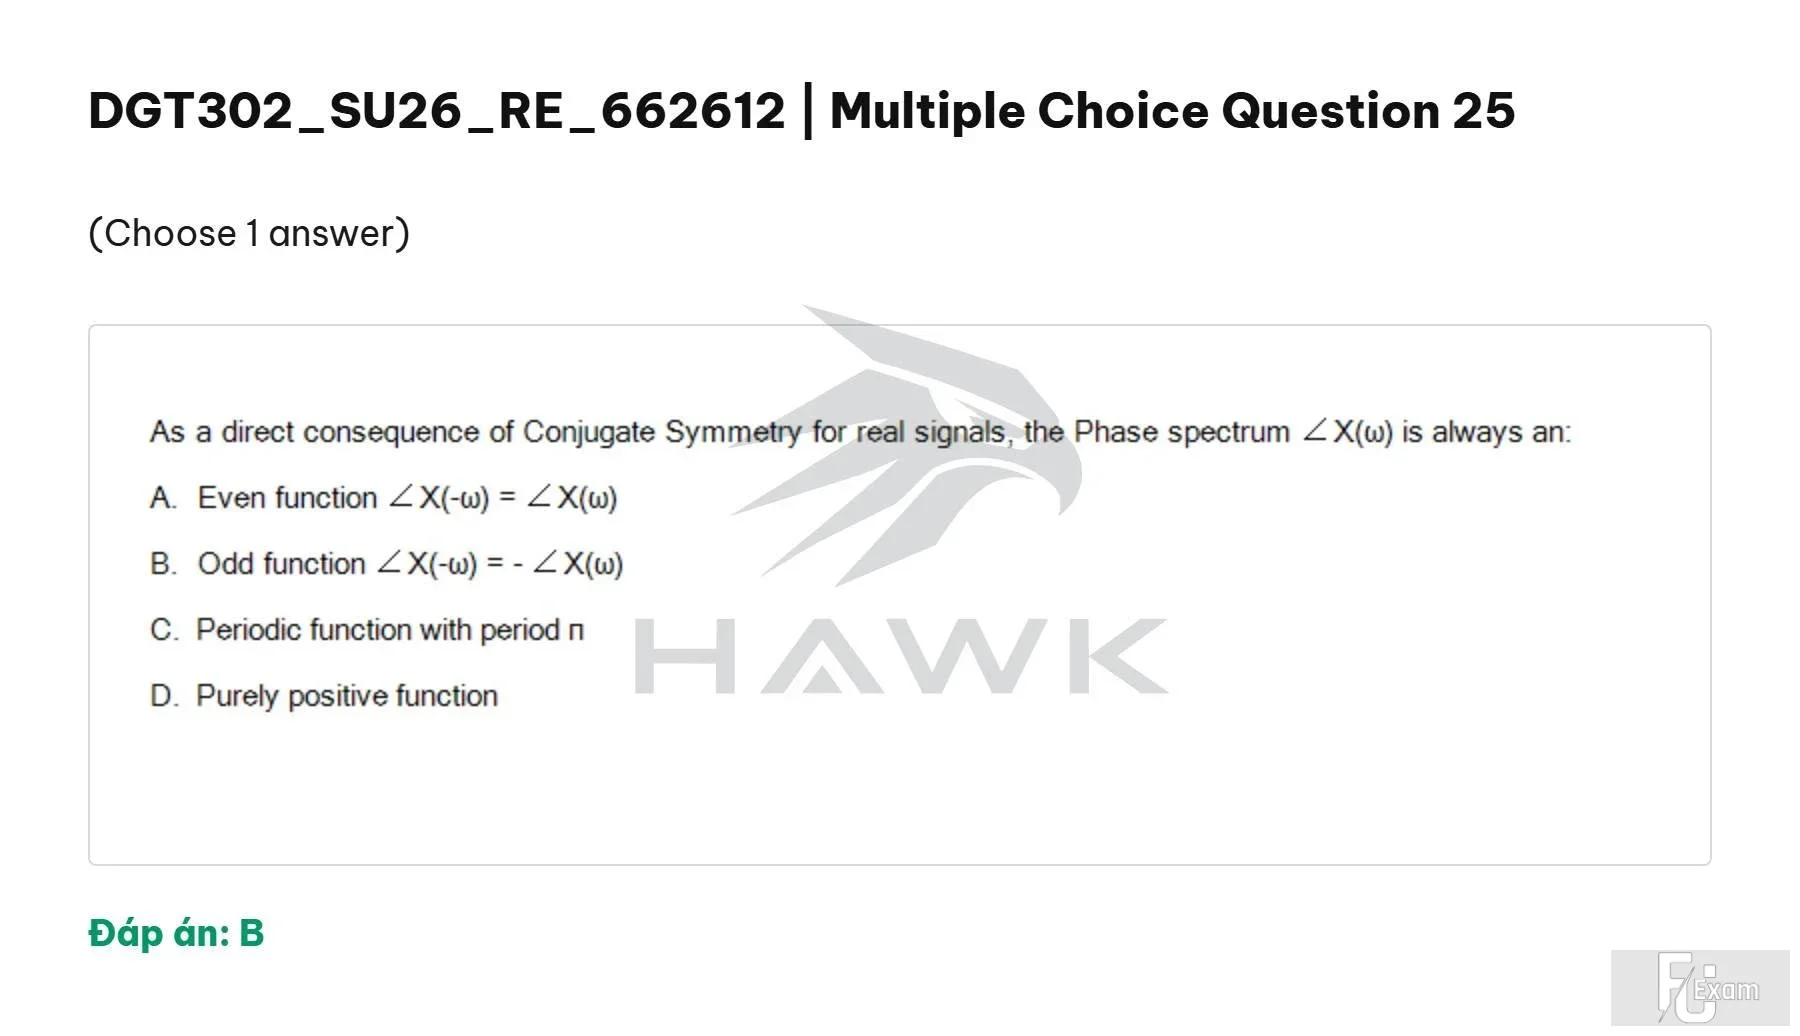 DGT302_SU26_RE_662612 | Multiple Choice Question 25
(Choose 1 answer)
As a direct consequence of Conjugate Symmetry for real signals, the Phase spectrum ∠X(ω) is always an:
A. Even function ∠X(-ω) = ∠X(ω)
B. Odd function ∠X(-ω) = - ∠X(ω)
C. Periodic function with period π
D. Purely positive function
HAWK
Đáp án: B
FU Exam